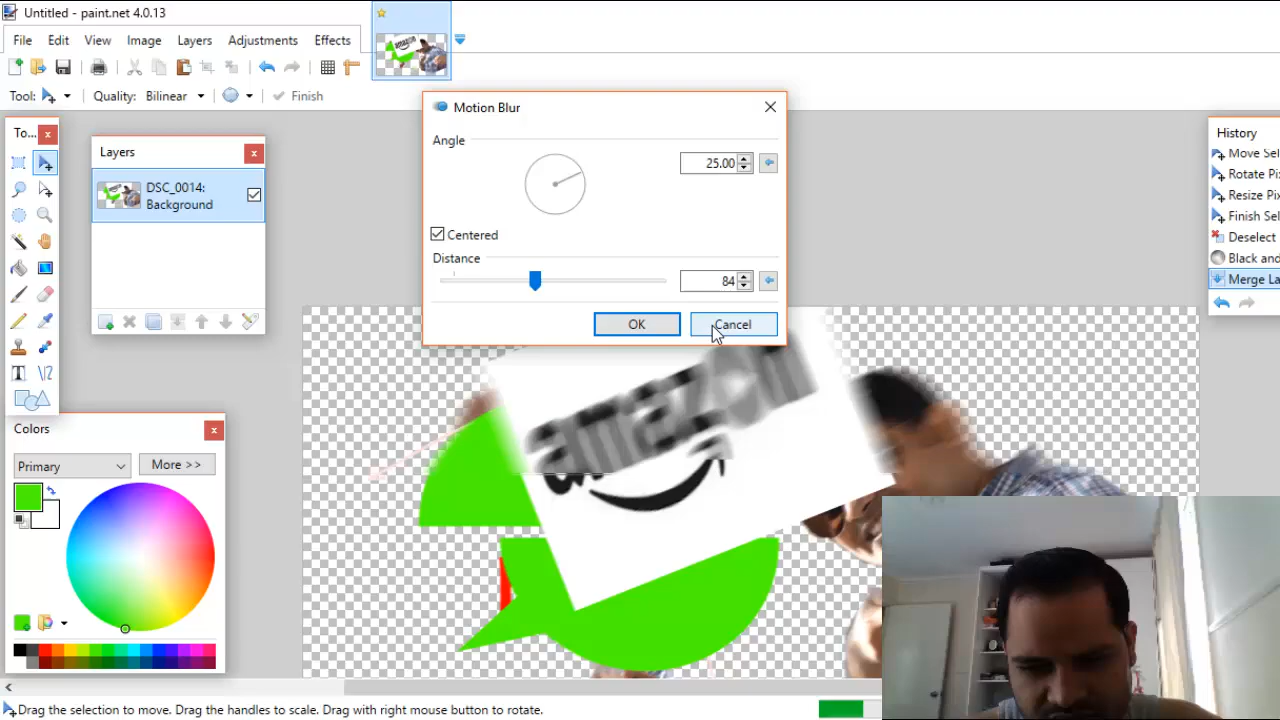 Untitled - paint.net 4.0.13
File Edit View Image Layers Adjustments Effects
Tool: Quality: Bilinear Finish
To...
Layers
DSC_0014:
Background
Motion Blur
Angle
25.00
Centered
Distance
84
OK Cancel
History
Move Sel
Rotate Pix
Resize Pix
Finish Sel
Deselect
Black and
Merge La
amazon
Colors
Primary
More >>
Drag the selection to move. Drag the handles to scale. Drag with right mouse button to rotate.